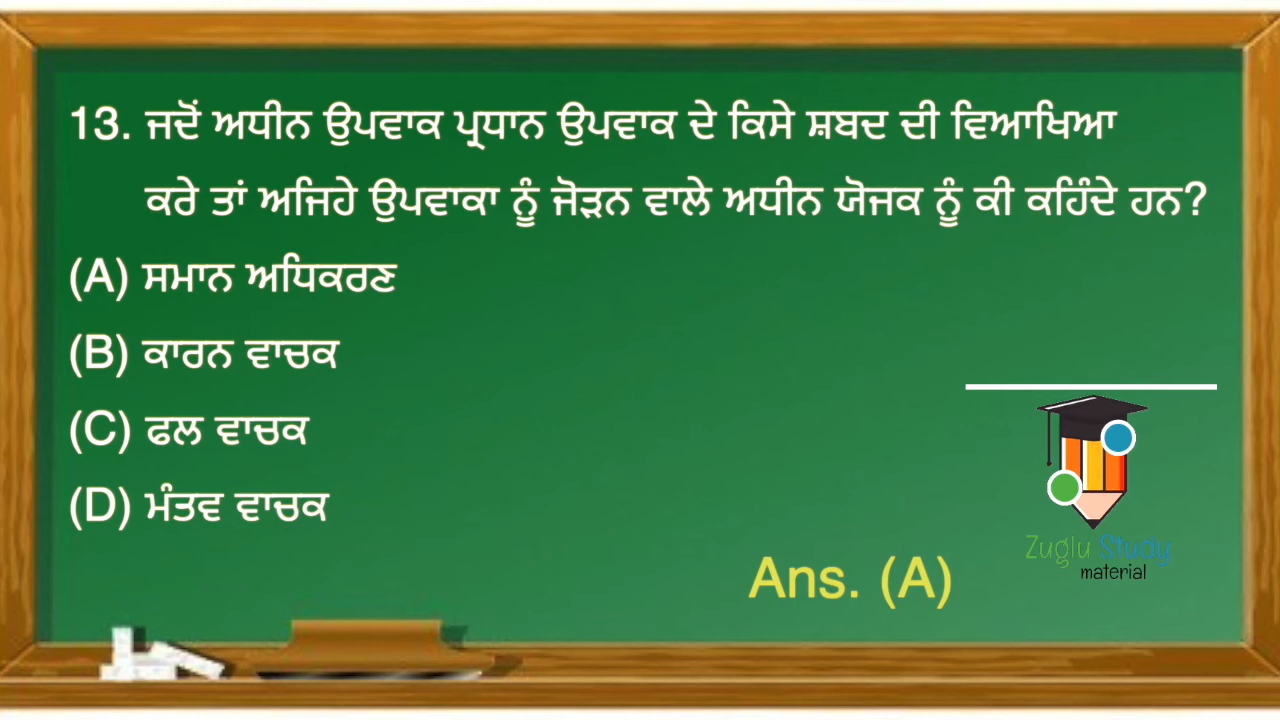 13. ਜਦੋਂ ਅਧੀਨ ਉਪਵਾਕ ਪ੍ਰਧਾਨ ਉਪਵਾਕ ਦੇ ਕਿਸੇ ਸ਼ਬਦ ਦੀ ਵਿਆਖਿਆ
ਕਰੇ ਤਾਂ ਅਜਿਹੇ ਉਪਵਾਕਾ ਨੂੰ ਜੋੜਨ ਵਾਲੇ ਅਧੀਨ ਯੋਜਕ ਨੂੰ ਕੀ ਕਹਿੰਦੇ ਹਨ?
(A) ਸਮਾਨ ਅਧਿਕਰਣ
(B) ਕਾਰਨ ਵਾਚਕ
(C) ਫਲ ਵਾਚਕ
(D) ਮੰਤਵ ਵਾਚਕ
Ans. (A)
Zuglu Study
material